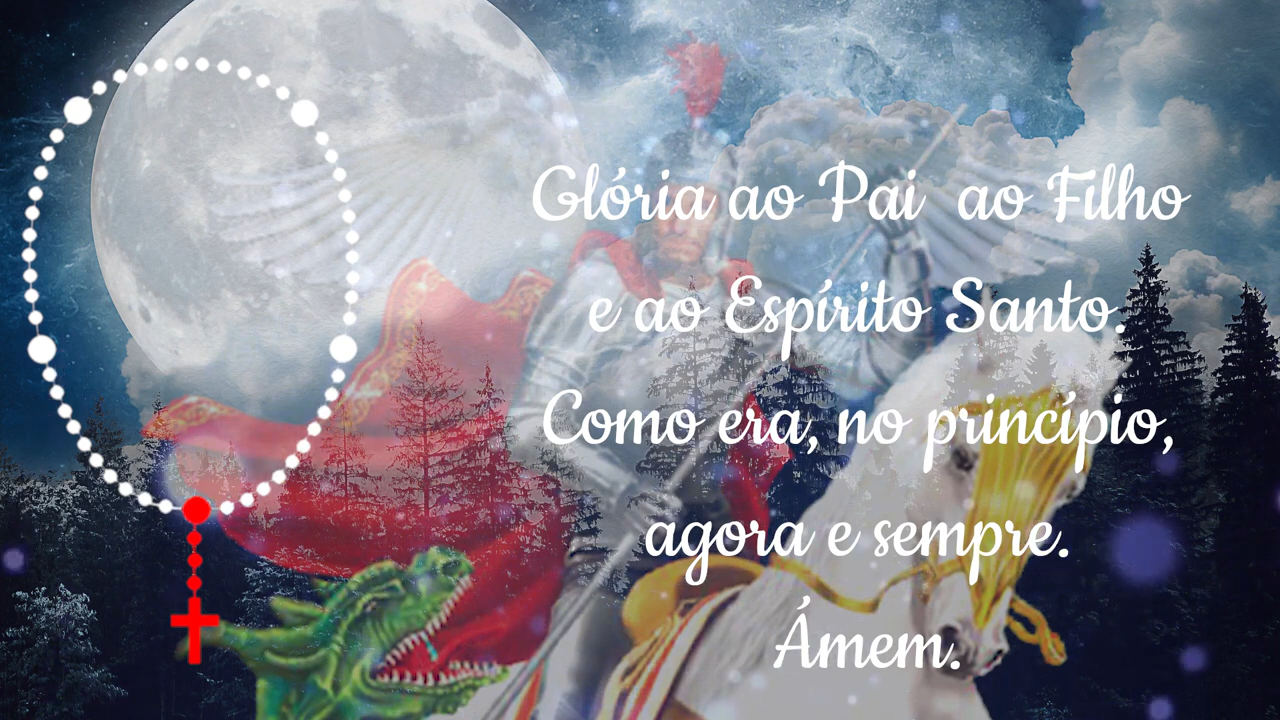 Glória ao Pai ao Filho
e ao Espírito Santo.
Como era, no princípio,
agora e sempre.
Ámem.